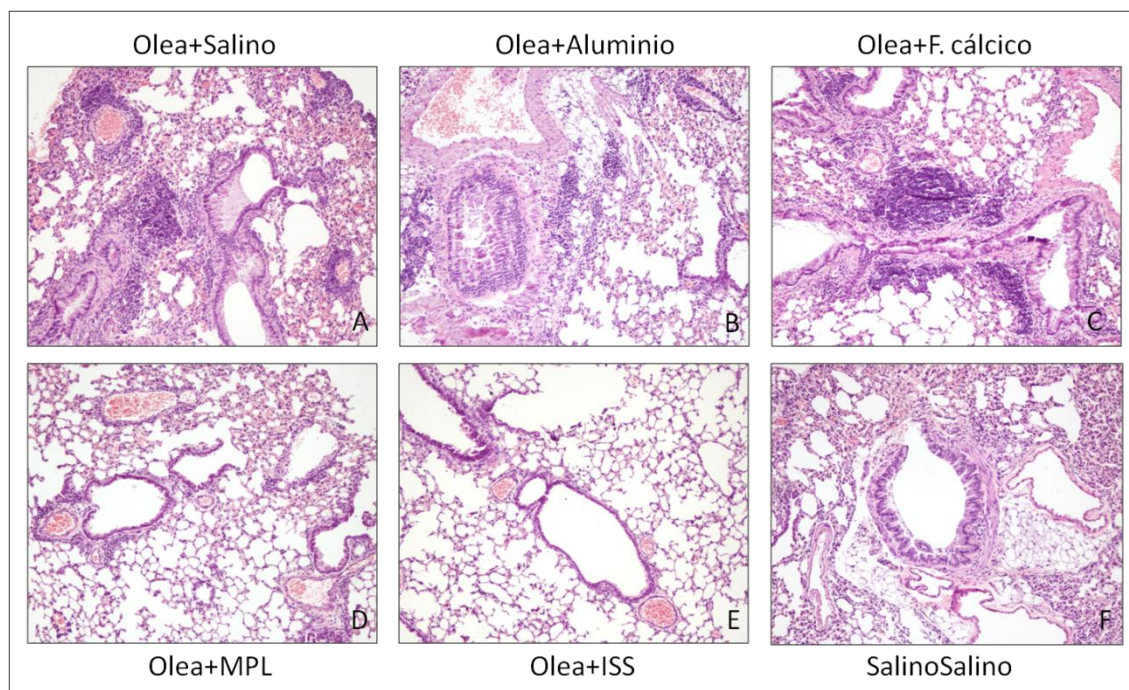 Olea+Salino
Olea+Aluminio
Olea+F. cálcico
A
B
C
D
E
F
Olea+MPL
Olea+ISS
SalinoSalino